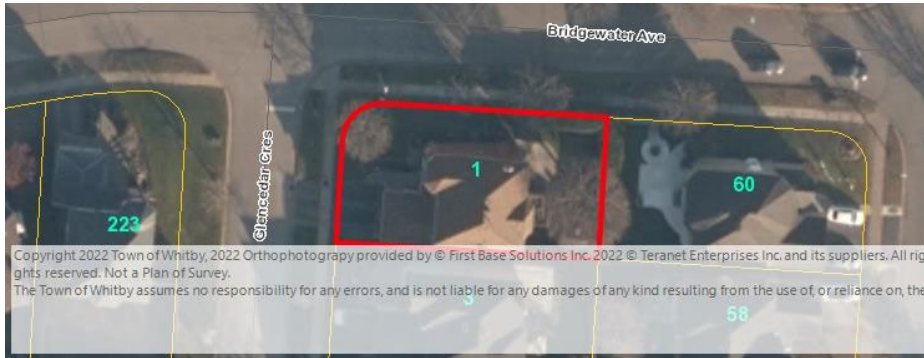 Bridgewater Ave
Glencedar Cres
1
60
223
Copyright 2022 Town of Whitby, 2022 Orthophotograpy provided by © First Base Solutions Inc. 2022 © Teranet Enterprises Inc. and its suppliers. All rig
ghts reserved. Not a Plan of Survey.
The Town of Whitby assumes no responsibility for any errors, and is not liable for any damages of any kind resulting from the use of, or reliance on, the
3
58